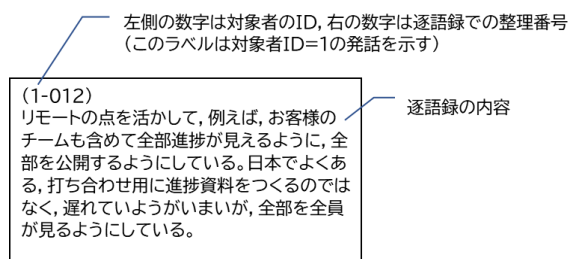 左側の数字は対象者のID，右の数字は逐語録での整理番号
（このラベルは対象者ID=1の発話を示す）
(1-012)
リモートの点を活かして，例えば，お客様の
チームも含めて全部進捗が見えるように，全
部を公開するようにしている。日本でよくあ
る，打ち合わせ用に進捗資料をつくるのでは
なく，遅れていようがいまいが，全部を全員
が見るようにしている。
逐語録の内容